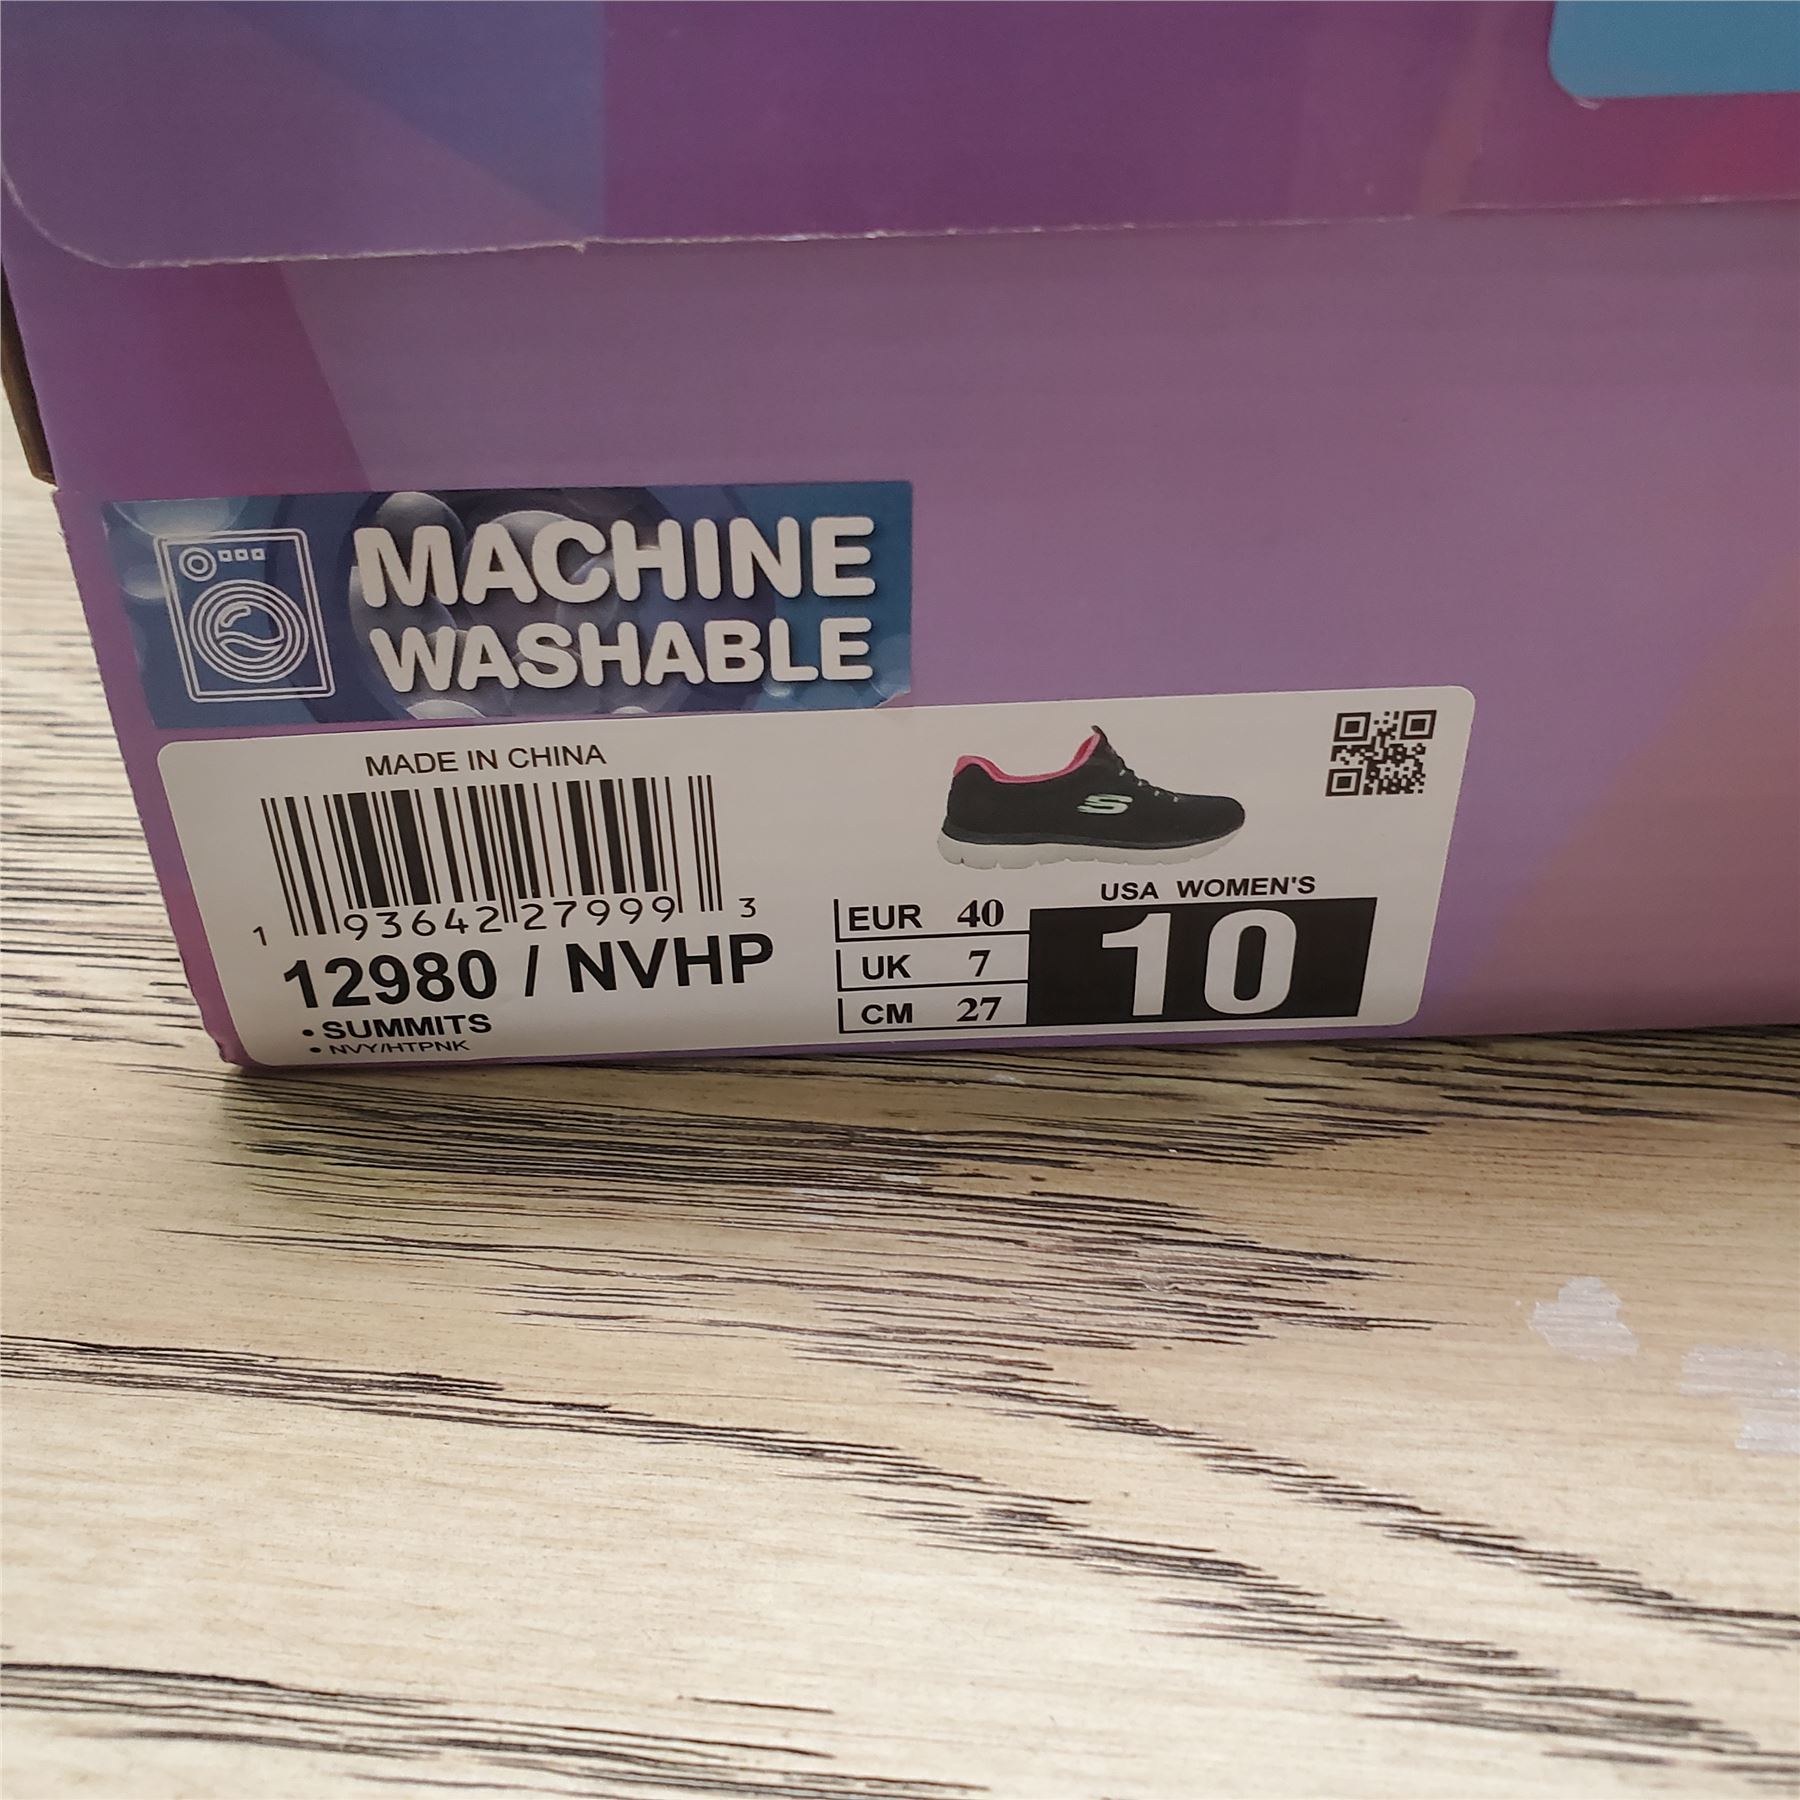 MACHINE
WASHABLE
MADE IN CHINA
1 93642 27999 3
12980 / NVHP
• SUMMITS
• NVY/HTPNK
S
USA WOMEN'S
EUR 40
UK 7
CM 27
10